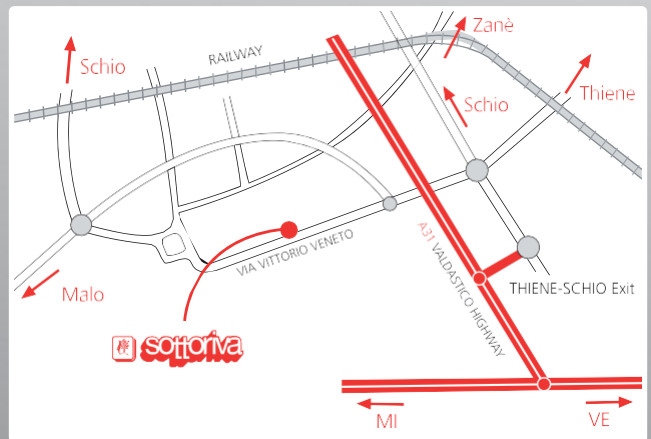 Zanè
RAILWAY
Schio
Thiene
Schio
A31 VALDASTICO HIGHWAY
VIA VITTORIO VENETO
THIENE-SCHIO Exit
Malo
sottoriva
MI
VE